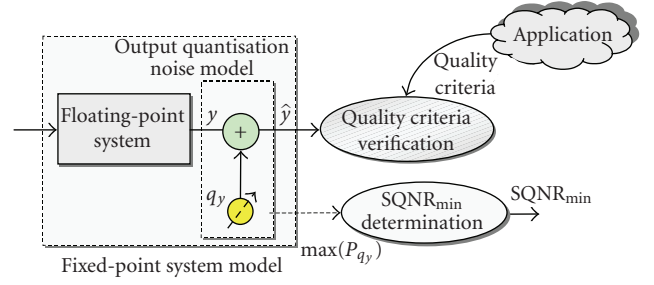 Application
Output quantisation
noise model
Quality
criteria
Floating-point
system
y
+
ŷ
Quality criteria
verification
q_y
SQNR_min
determination
SQNR_min
max(P_{q_y})
Fixed-point system model